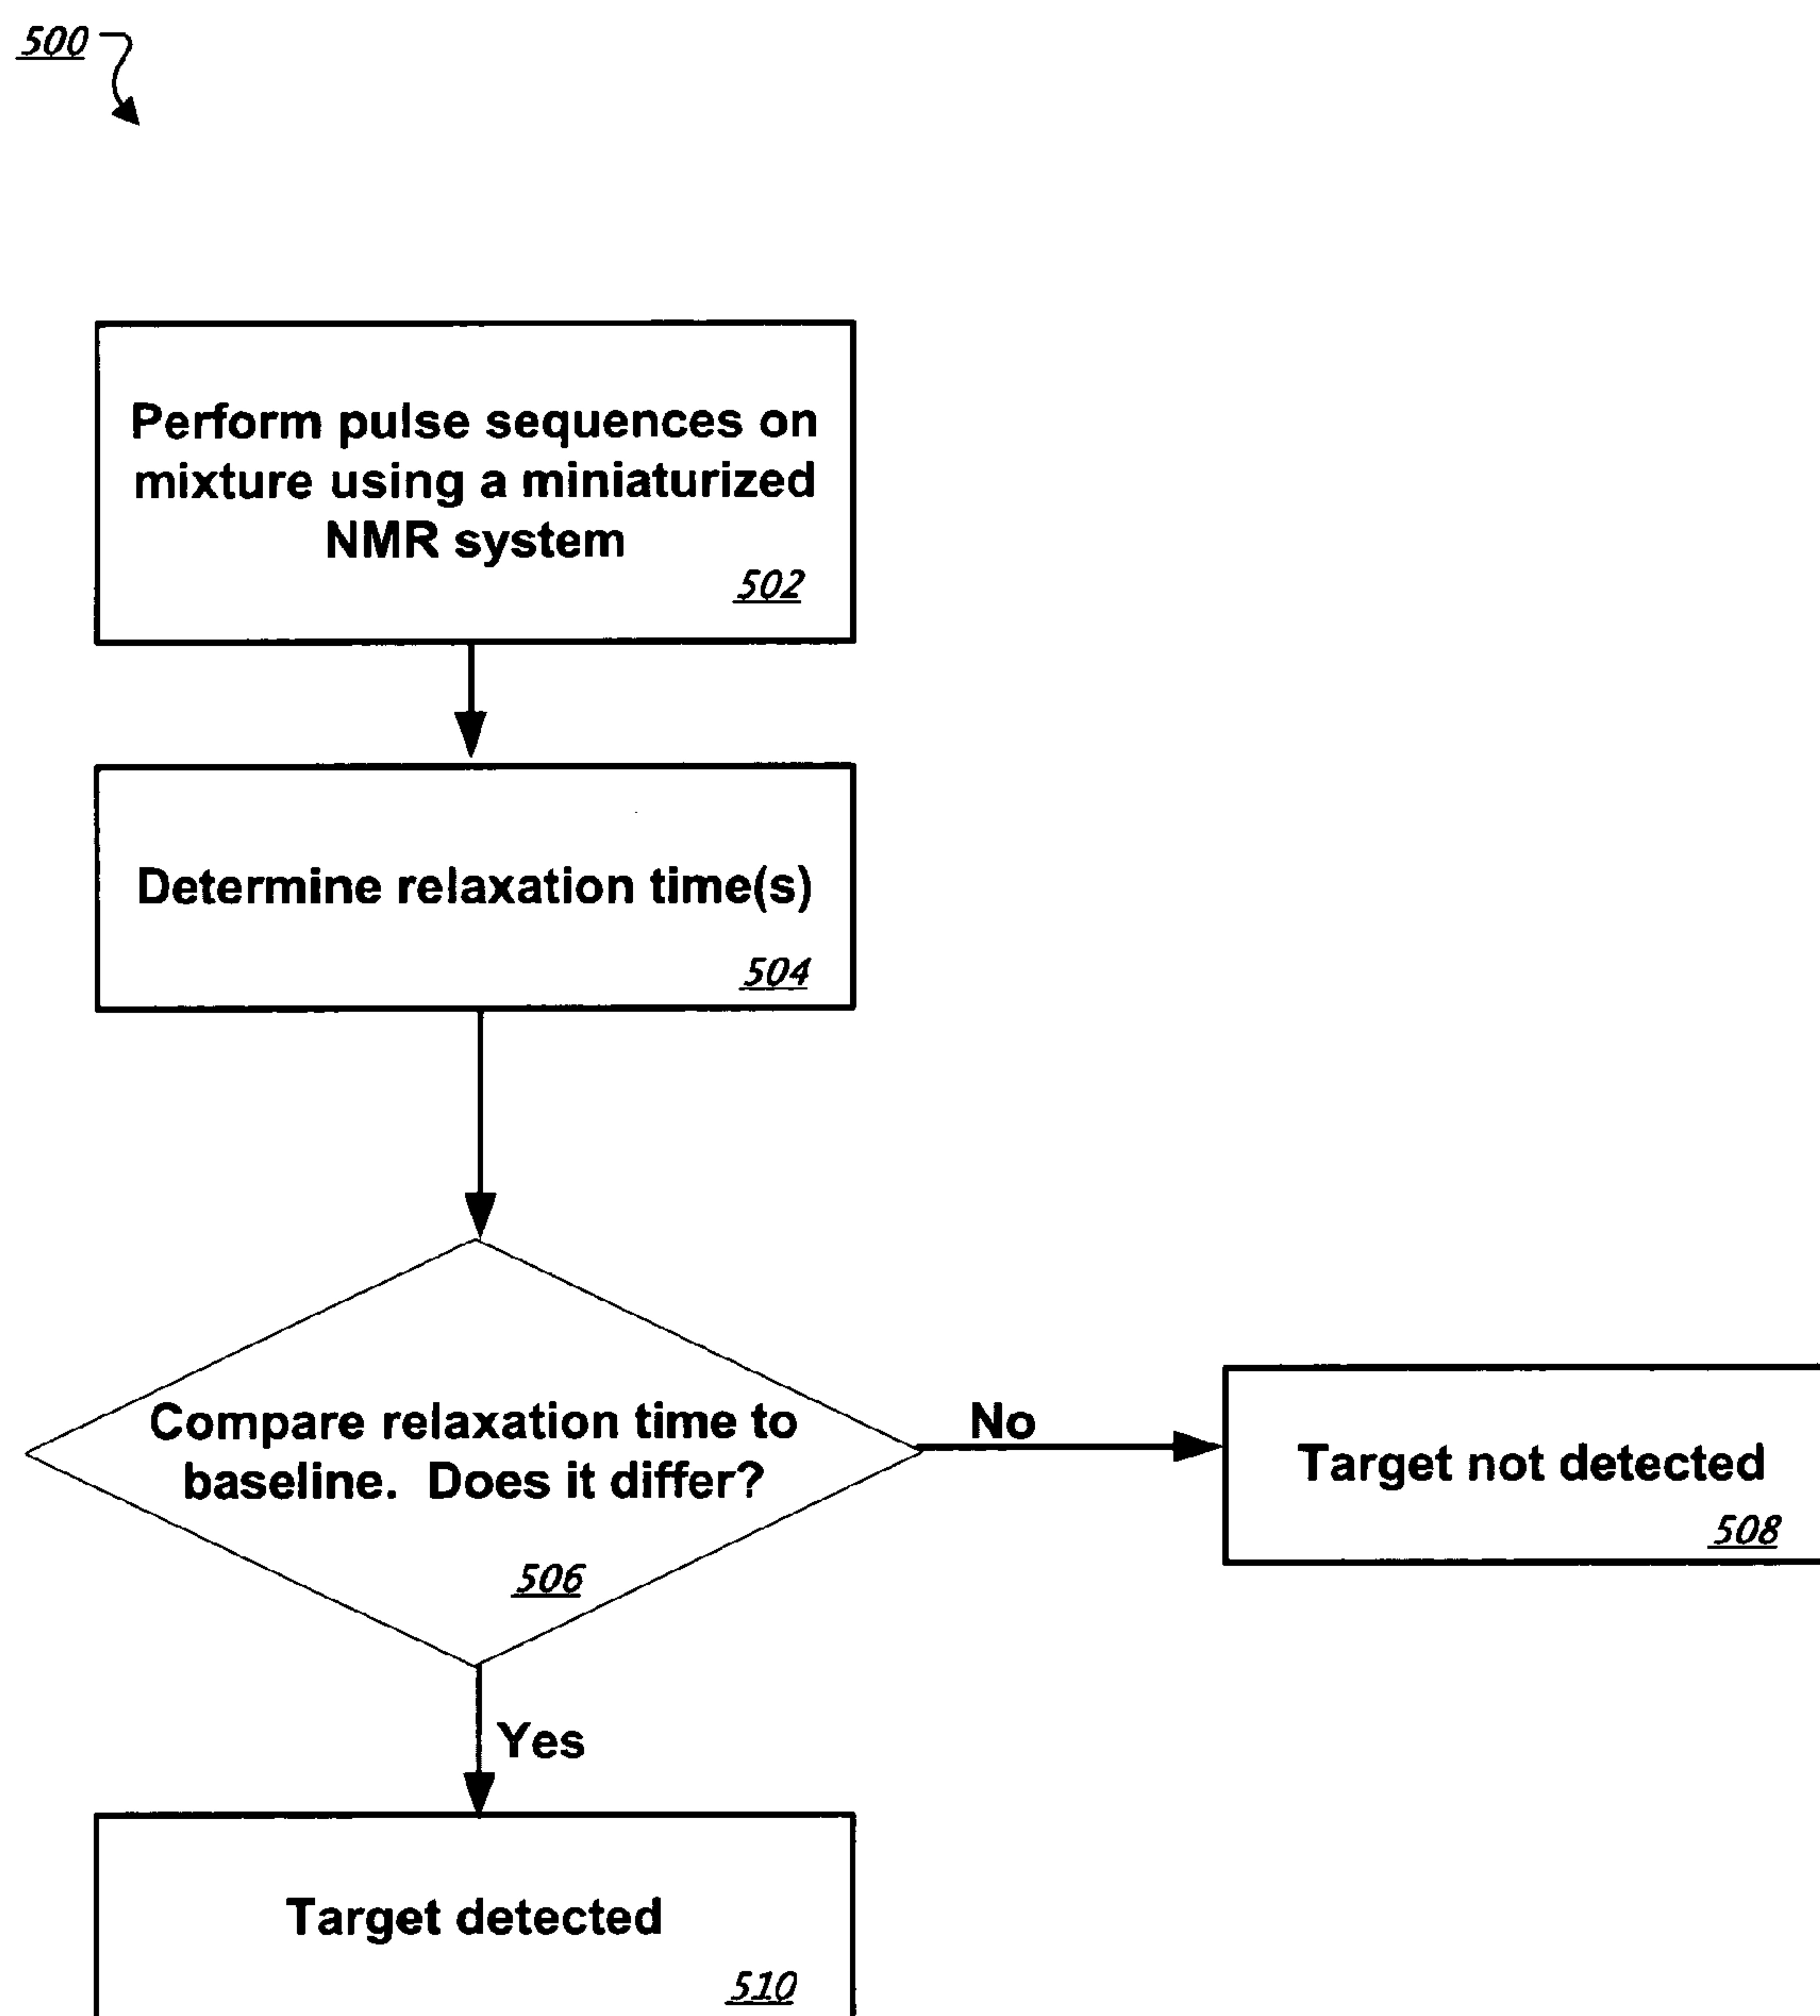 500
Perform pulse sequences on
mixture using a miniaturized
NMR system
502
Determine relaxation time(s)
504
Compare relaxation time to
baseline. Does it differ?
506
No
Target not detected
508
Yes
Target detected
510